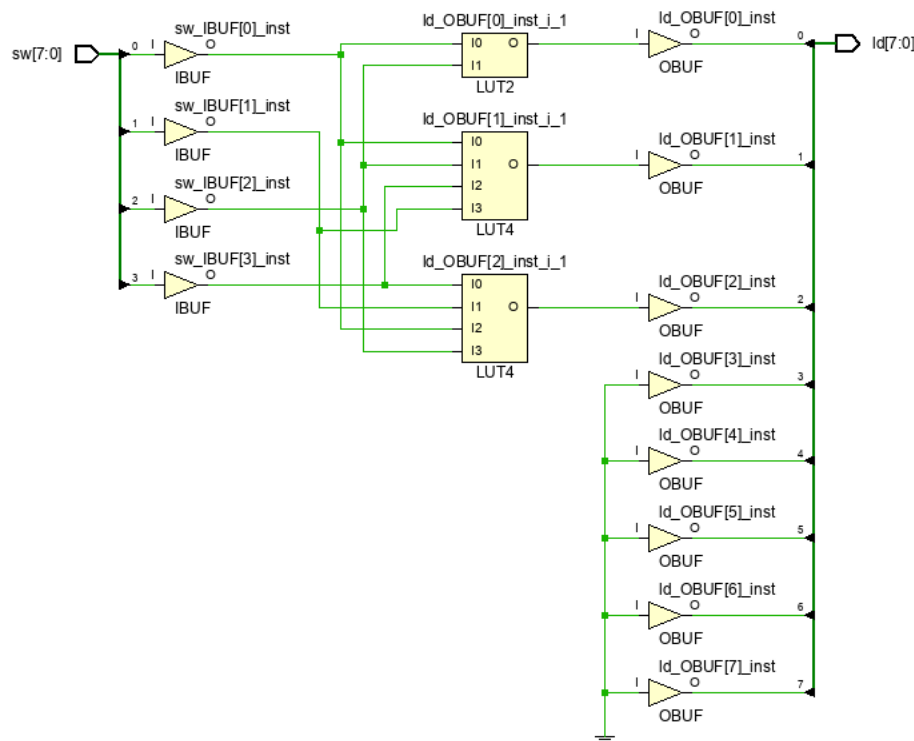 sw[7:0]
0
I
sw_IBUF[0]_inst
O
IBUF
1
I
sw_IBUF[1]_inst
O
IBUF
2
I
sw_IBUF[2]_inst
O
IBUF
3
I
sw_IBUF[3]_inst
O
IBUF
ld_OBUF[0]_inst_i_1
I0
O
I1
LUT2
ld_OBUF[1]_inst_i_1
I0
I1
O
I2
I3
LUT4
ld_OBUF[2]_inst_i_1
I0
I1
O
I2
I3
LUT4
ld_OBUF[0]_inst
I
O
OBUF
0
ld[7:0]
ld_OBUF[1]_inst
I
O
OBUF
1
ld_OBUF[2]_inst
I
O
OBUF
2
ld_OBUF[3]_inst
I
O
OBUF
3
ld_OBUF[4]_inst
I
O
OBUF
4
ld_OBUF[5]_inst
I
O
OBUF
5
ld_OBUF[6]_inst
I
O
OBUF
6
ld_OBUF[7]_inst
I
O
OBUF
7